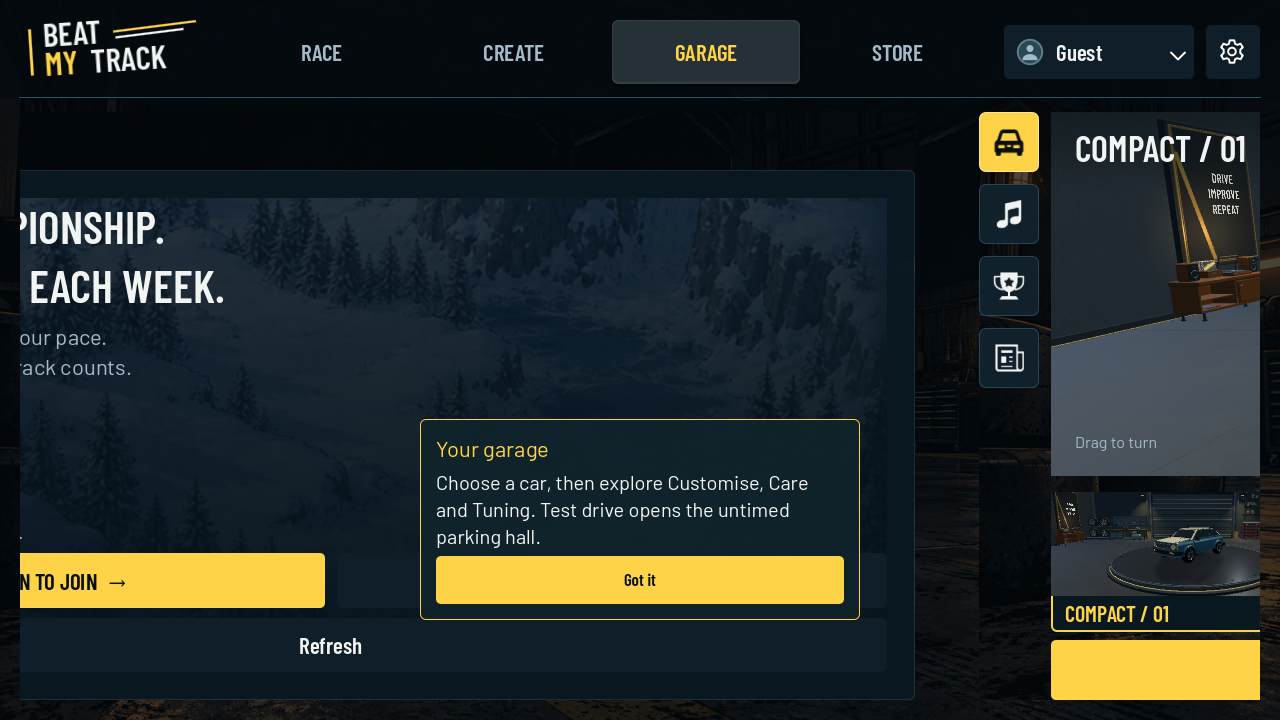 BEAT
MY TRACK
RACE
CREATE
GARAGE
STORE
Guest
PIONSHIP.
EACH WEEK.
our pace.
rack counts.
N TO JOIN →
Refresh
Your garage
Choose a car, then explore Customise, Care
and Tuning. Test drive opens the untimed
parking hall.
Got it
COMPACT / 01
DRIVE
IMPROVE
REPEAT
Drag to turn
COMPACT / 01